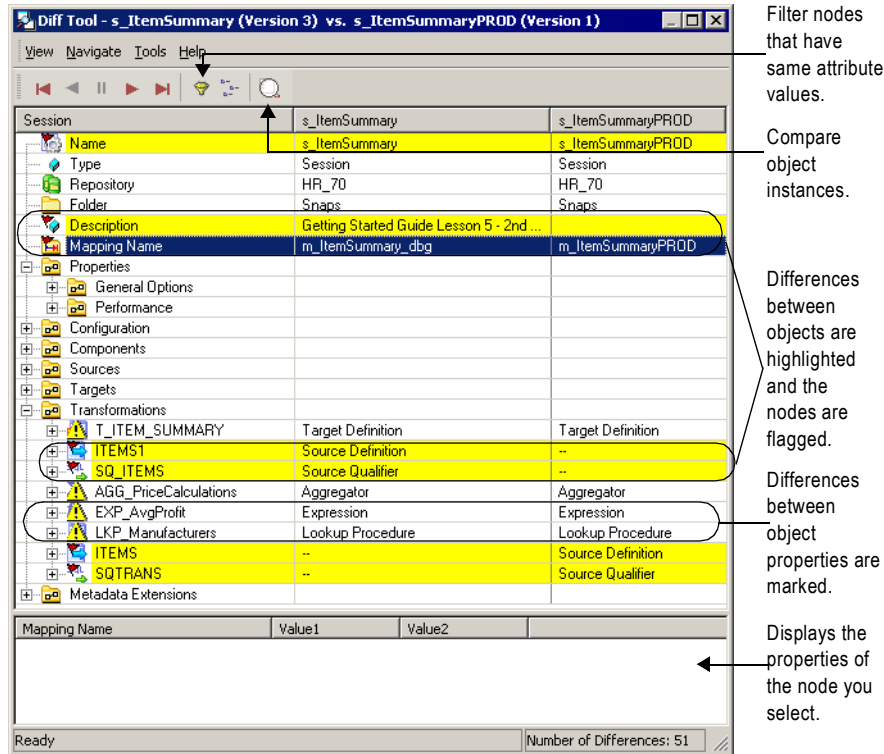 Diff Tool - s_ItemSummary (Version 3) vs. s_ItemSummaryPROD (Version 1)
View Navigate Tools Help
Session s_ItemSummary s_ItemSummaryPROD
Name s_ItemSummary s_ItemSummaryPROD
Type Session Session
Repository HR_70 HR_70
Folder Snaps Snaps
Description Getting Started Guide Lesson 5 - 2nd ...
Mapping Name m_ItemSummary_dbg m_ItemSummaryPROD
Properties
General Options
Performance
Configuration
Components
Sources
Targets
Transformations
T_ITEM_SUMMARY Target Definition Target Definition
ITEMS1 Source Definition --
SQ_ITEMS Source Qualifier --
AGG_PriceCalculations Aggregator Aggregator
EXP_AvgProfit Expression Expression
LKP_Manufacturers Lookup Procedure Lookup Procedure
ITEMS -- Source Definition
SQTRANS -- Source Qualifier
Metadata Extensions
Mapping Name Value1 Value2
Ready Number of Differences: 51
Filter nodes
that have
same attribute
values.
Compare
object
instances.
Differences
between
objects are
highlighted
and the
nodes are
flagged.
Differences
between
object
properties are
marked.
Displays the
properties of
the node you
select.